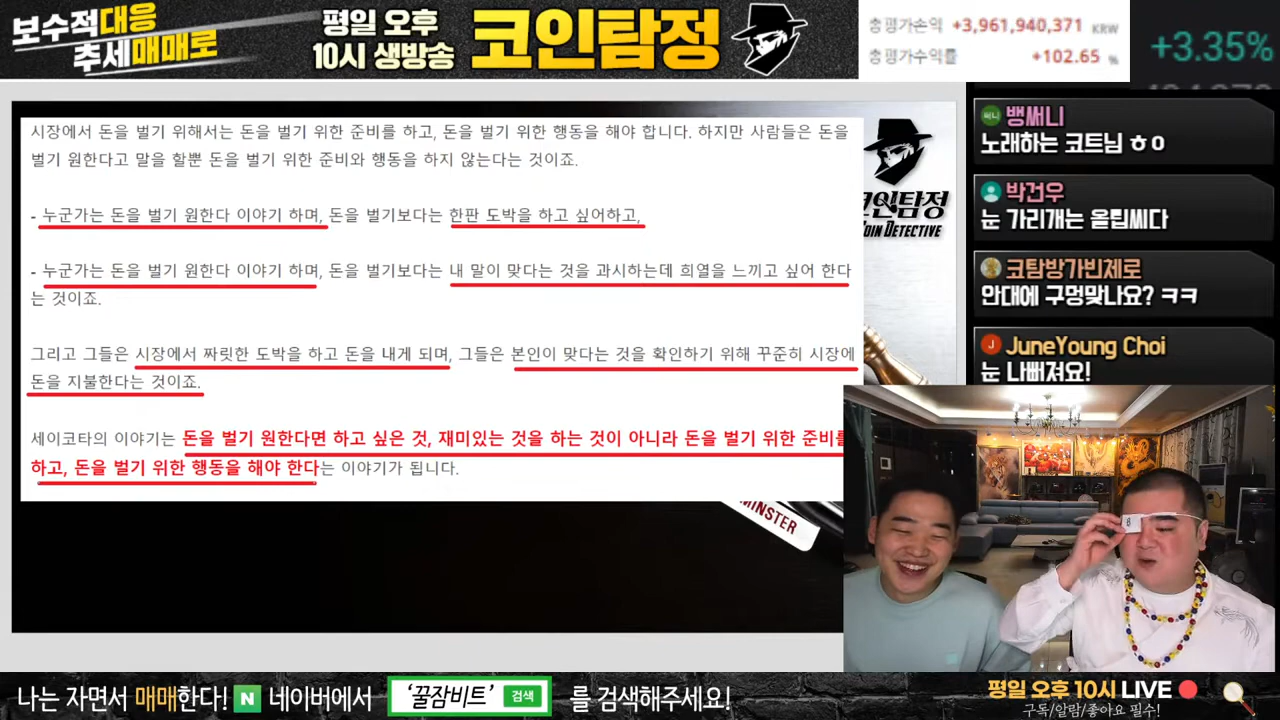 보수적대응
추세매매로
평일 오후
10시 생방송
코인탐정
총평가손익 +3,961,940,371 KRW
총평가수익률 +102.65 %
+3.35%
시장에서 돈을 벌기 위해서는 돈을 벌기 위한 준비를 하고, 돈을 벌기 위한 행동을 해야 합니다. 하지만 사람들은 돈을
벌기 원한다고 말을 할뿐 돈을 벌기 위한 준비와 행동을 하지 않는다는 것이죠.
- 누군가는 돈을 벌기 원한다 이야기 하며, 돈을 벌기보다는 한판 도박을 하고 싶어하고,
- 누군가는 돈을 벌기 원한다 이야기 하며, 돈을 벌기보다는 내 말이 맞다는 것을 과시하는데 희열을 느끼고 싶어 한다
는 것이죠.
그리고 그들은 시장에서 짜릿한 도박을 하고 돈을 내게 되며, 그들은 본인이 맞다는 것을 확인하기 위해 꾸준히 시장에
돈을 지불한다는 것이죠.
세이코타의 이야기는 돈을 벌기 원한다면 하고 싶은 것, 재미있는 것을 하는 것이 아니라 돈을 벌기 위한 준비를
하고, 돈을 벌기 위한 행동을 해야 한다는 이야기가 됩니다.
코인탐정
COIN DETECTIVE
MINSTER
써니 뱅써니
노래하는 코트님 ㅎㅇ
박건우
눈 가리개는 올팁씨다
코탐방가빈체로
안대에 구멍맞나요? ㅋㅋ
J JuneYoung Choi
눈 나뻐져요!
나는 자면서 매매한다! N 네이버에서 '꿀잠비트' 검색 를 검색해주세요!
평일 오후 10시 LIVE
구독/알람/좋아요 필수!